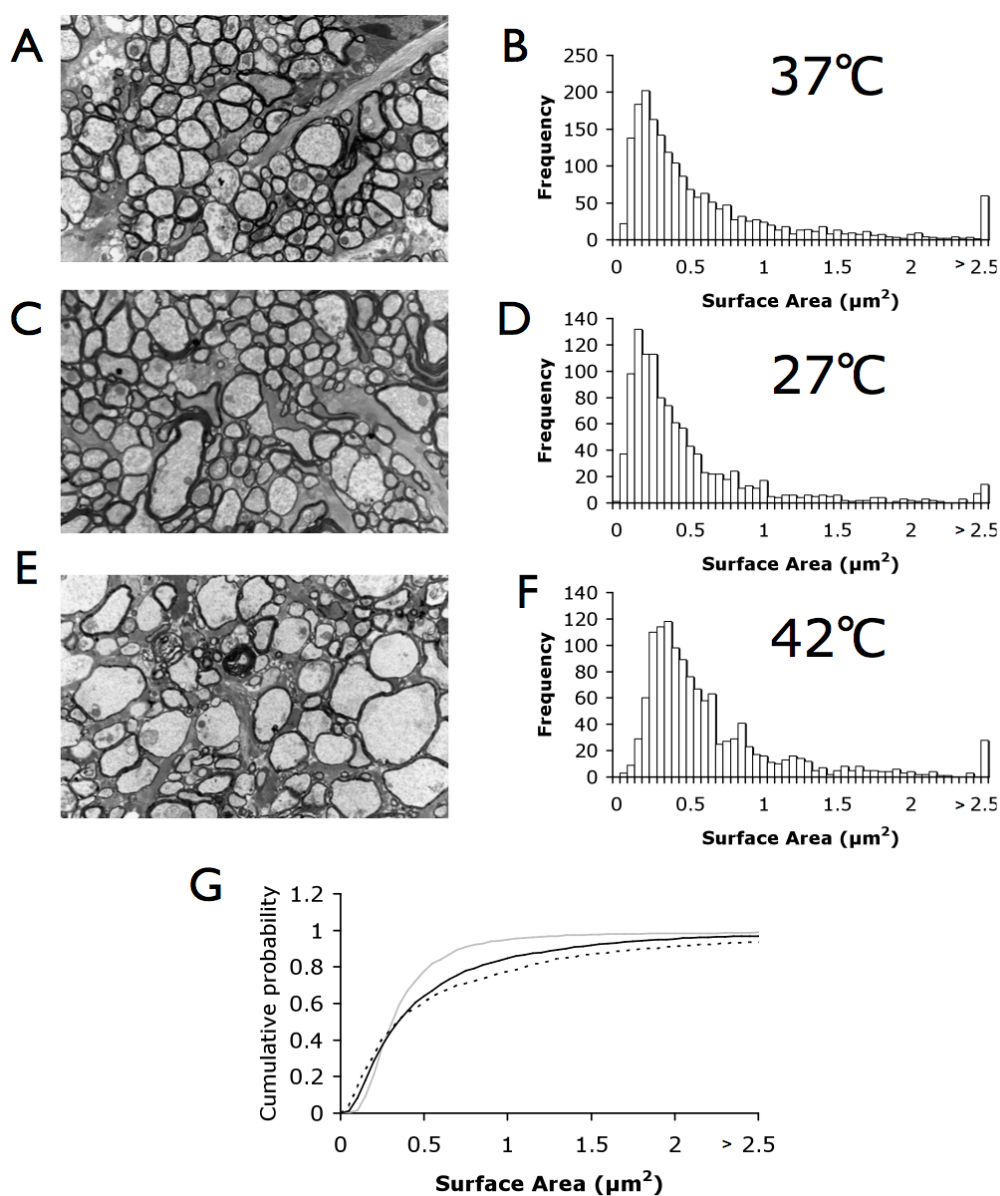 A
B
37°C
250
200
150
100
50
0
Frequency
0 0.5 1 1.5 2 > 2.5
Surface Area (µm²)
C
D
27°C
140
120
100
80
60
40
20
0
Frequency
0 0.5 1 1.5 2 > 2.5
Surface Area (µm²)
E
F
42°C
140
120
100
80
60
40
20
0
Frequency
0 0.5 1 1.5 2 > 2.5
Surface Area (µm²)
G
1.2
1
0.8
0.6
0.4
0.2
0
Cumulative probability
0 0.5 1 1.5 2 > 2.5
Surface Area (µm²)